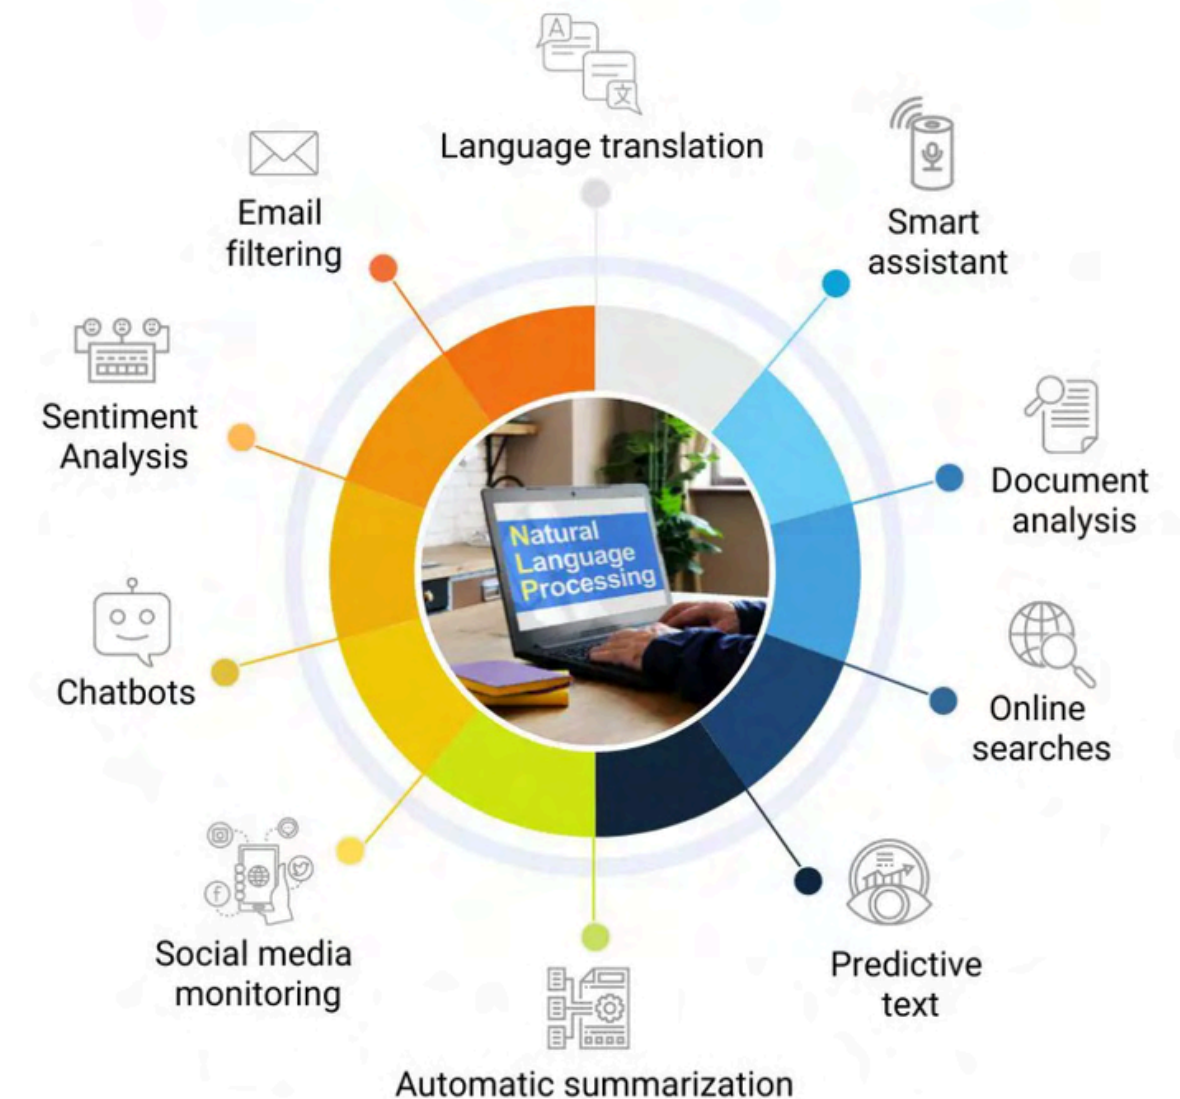 A
文
Language translation
Smart
assistant
Document
analysis
Online
searches
Predictive
text
Automatic summarization
Social media
monitoring
f
Chatbots
Sentiment
Analysis
Email
filtering
Natural
Language
Processing